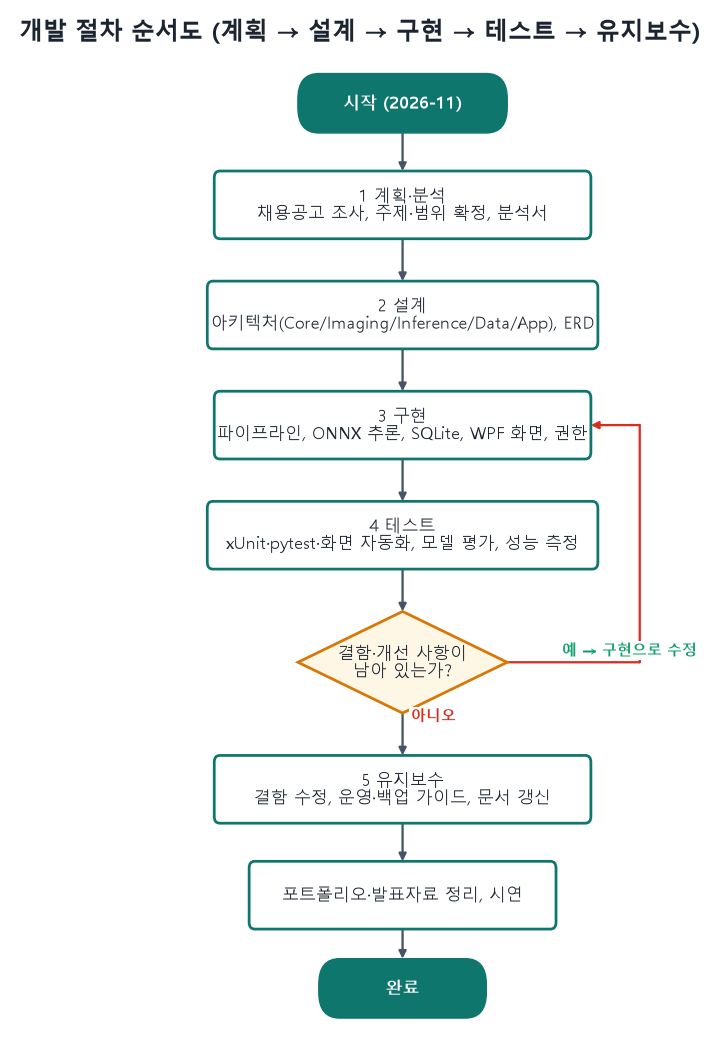 개발 절차 순서도 (계획 → 설계 → 구현 → 테스트 → 유지보수)
시작 (2026-11)
1 계획·분석
채용공고 조사, 주제·범위 확정, 분석서
2 설계
아키텍처(Core/Imaging/Inference/Data/App), ERD
3 구현
파이프라인, ONNX 추론, SQLite, WPF 화면, 권한
4 테스트
xUnit·pytest·화면 자동화, 모델 평가, 성능 측정
결함·개선 사항이
남아 있는가?
예 → 구현으로 수정
아니오
5 유지보수
결함 수정, 운영·백업 가이드, 문서 갱신
포트폴리오·발표자료 정리, 시연
완료